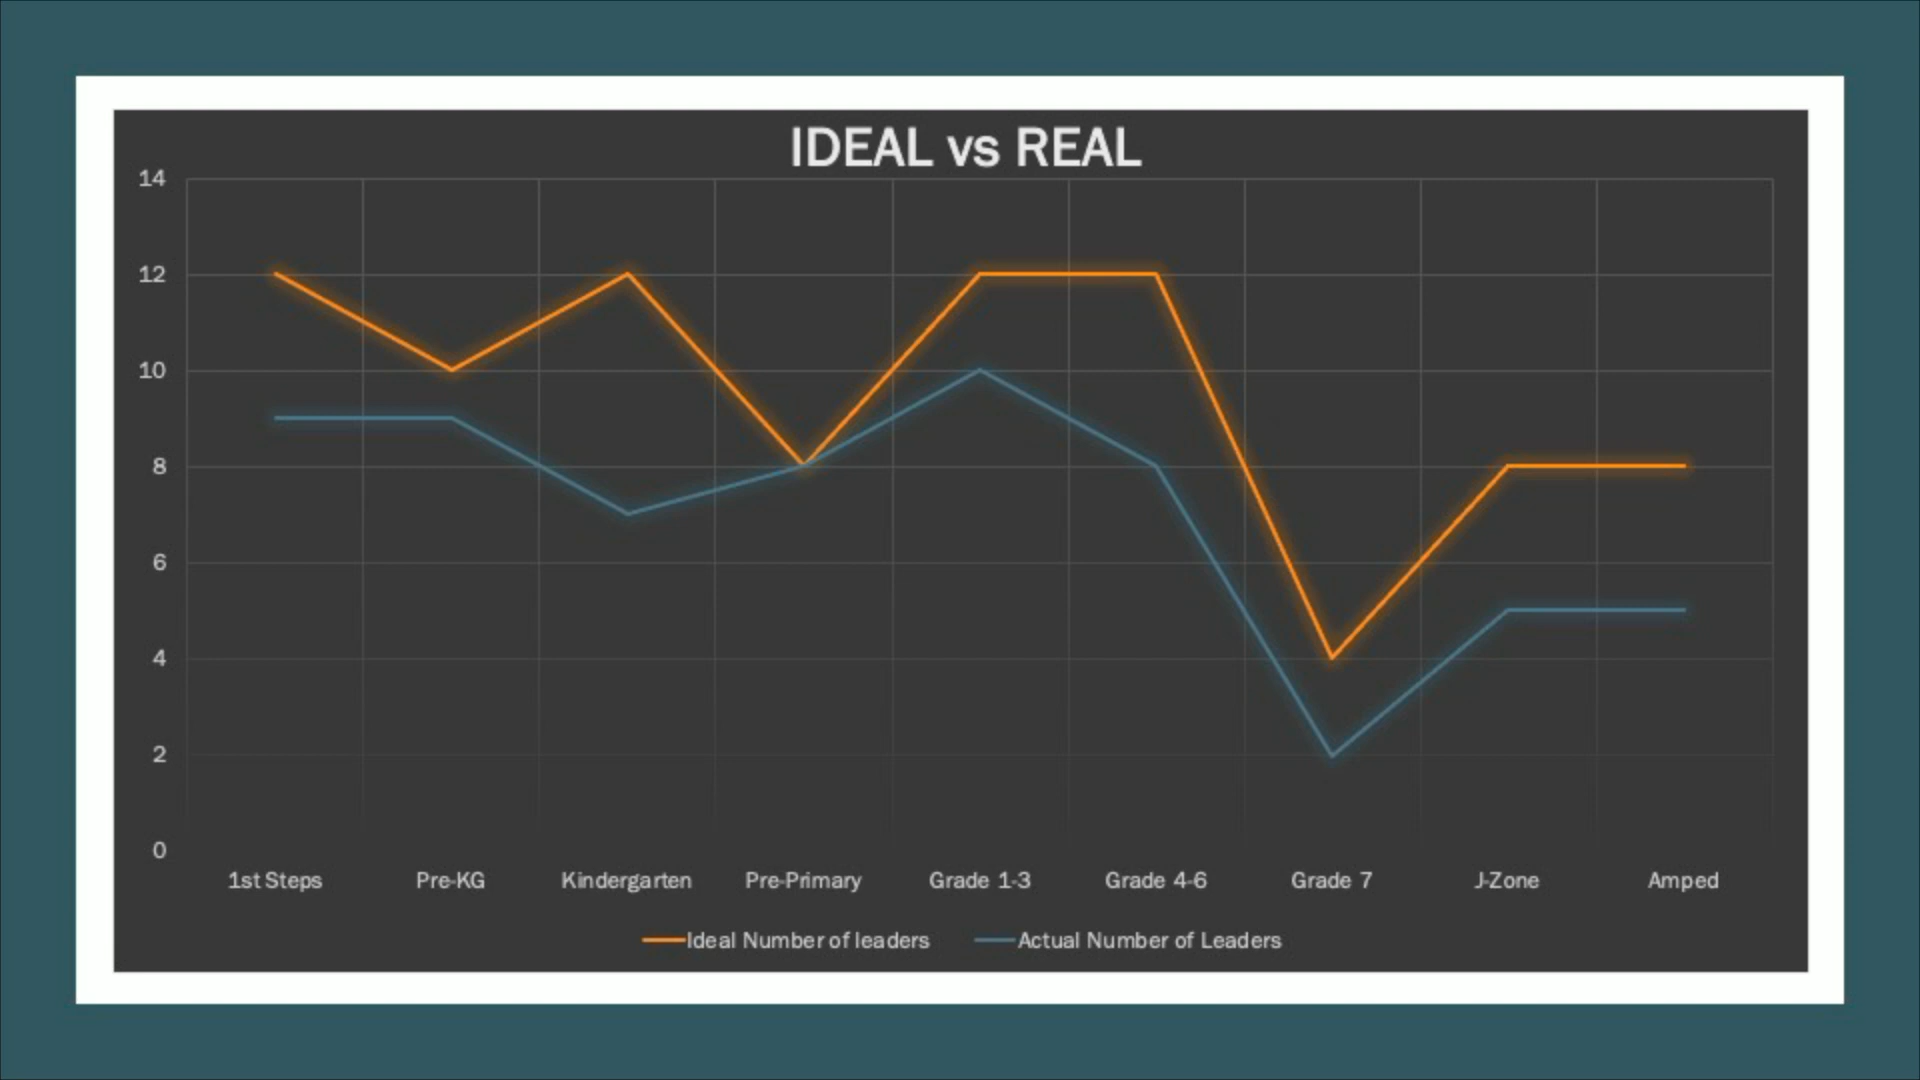 IDEAL vs REAL
14
12
10
8
6
4
2
0
1st Steps Pre-KG Kindergarten Pre-Primary Grade 1-3 Grade 4-6 Grade 7 J-Zone Amped
Ideal Number of leaders Actual Number of Leaders